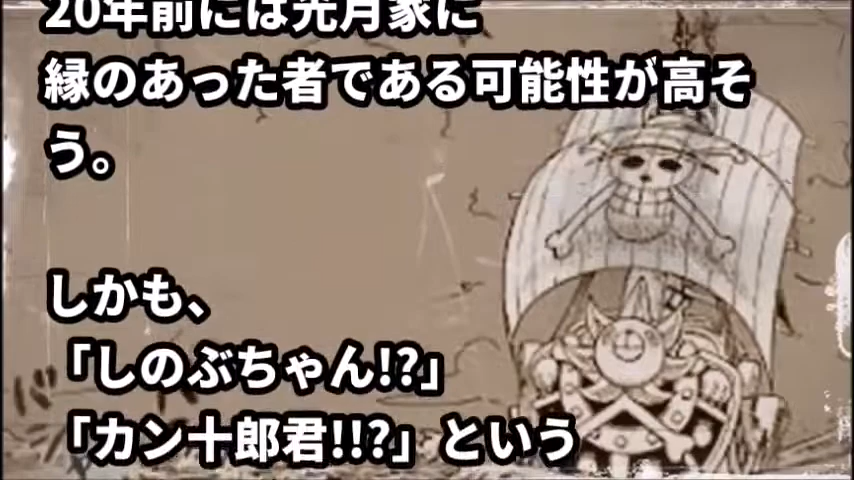 20年前には光月家に
縁のあった者である可能性が高そ
う。
しかも、
「しのぶちゃん!?」
「カン十郎君!!?」という